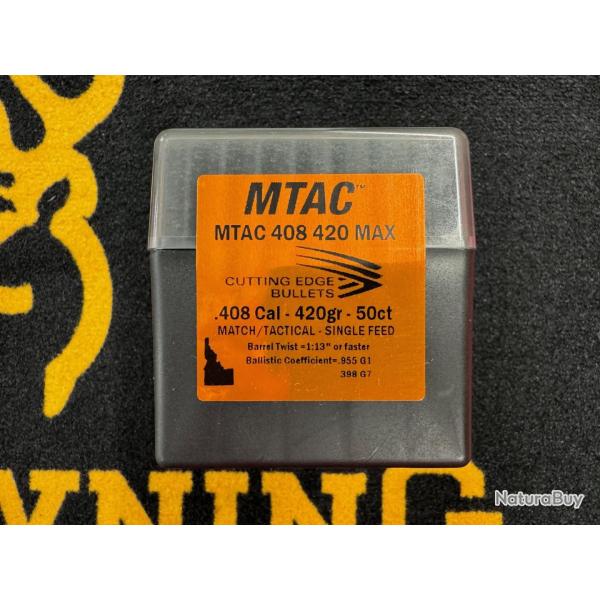 MTAC™
MTAC 408 420 MAX
CUTTING EDGE
BULLETS
.408 Cal - 420gr - 50ct
MATCH/TACTICAL - SINGLE FEED
Barrel Twist =1:13" or faster
Ballistic Coefficient=.955 G1
398 G7
WNING
NaturaBuy